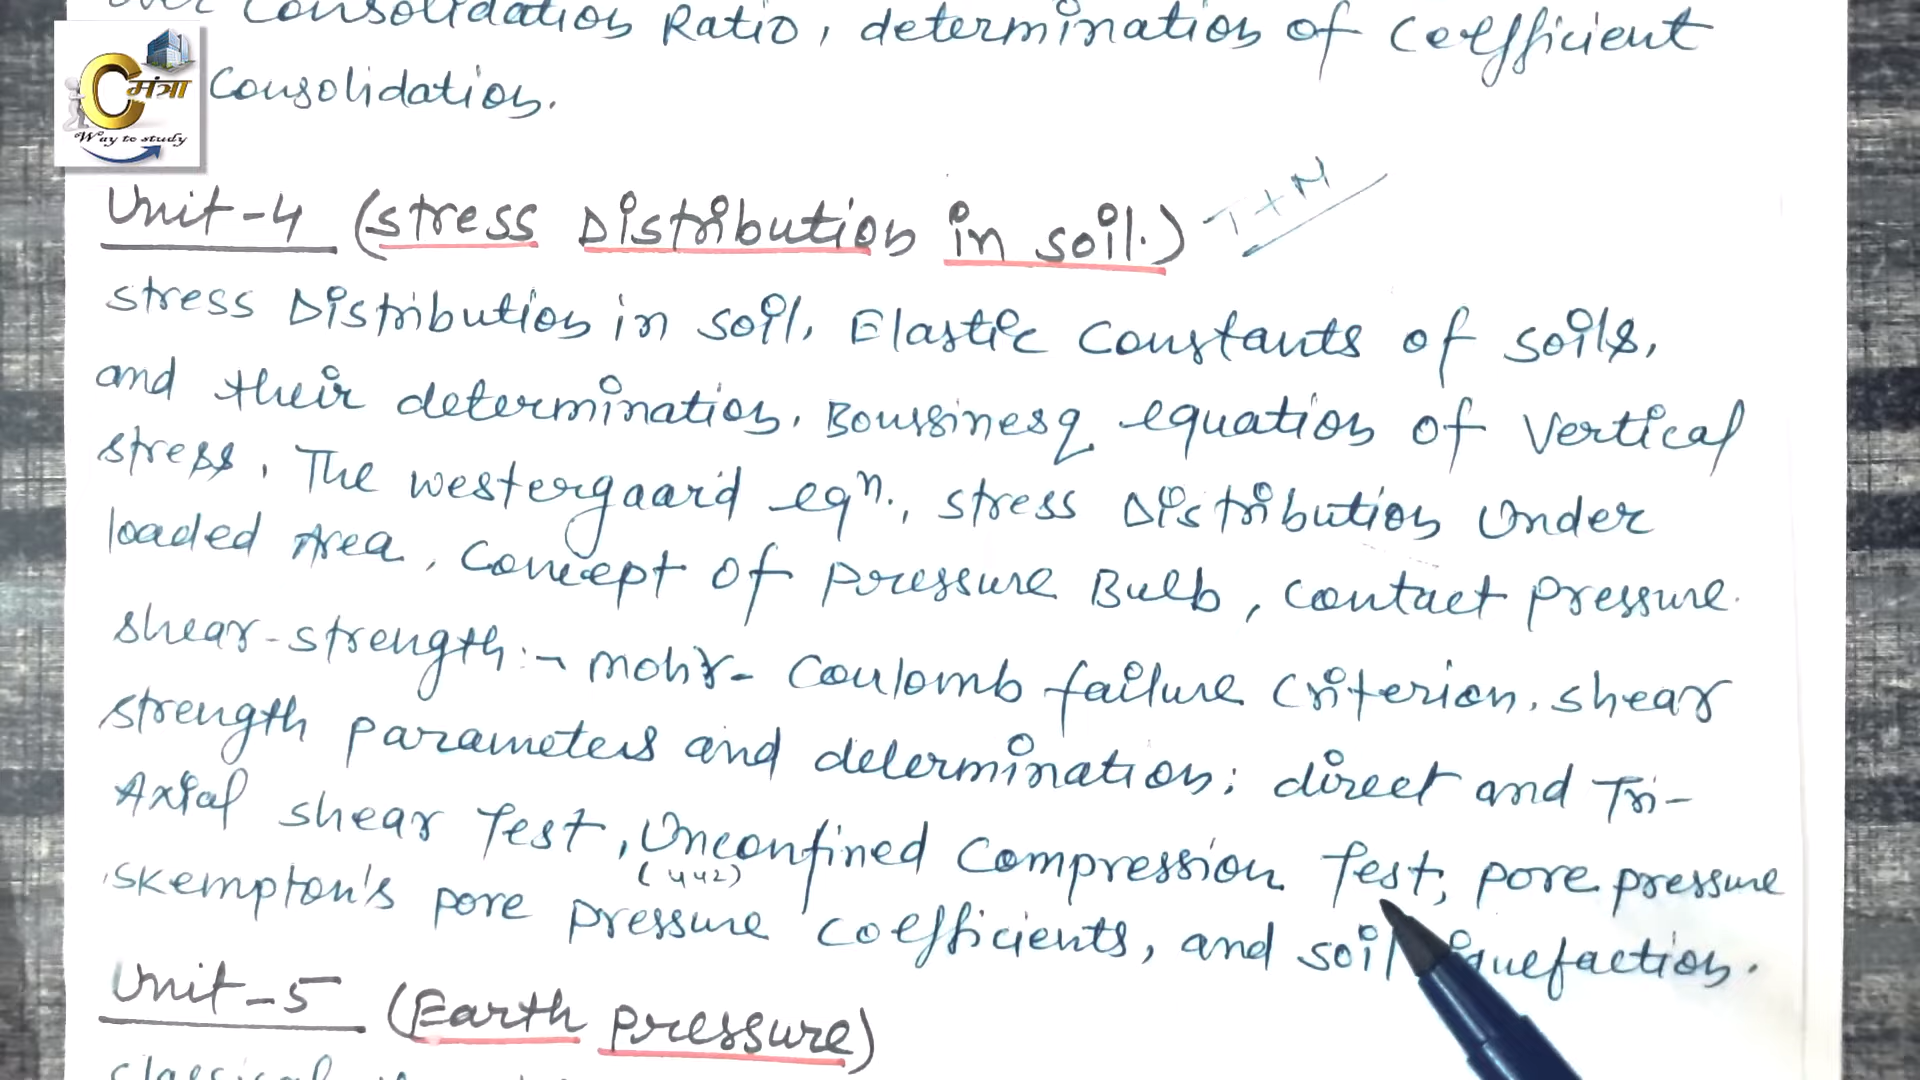 over Consolidation Ratio, determination of Coefficient
Consolidation.
C मंत्रा
Way to study
Unit-4 (stress Distribution in soil.) T+N
stress Distribution in soil, Elastic Constants of soils,
and their determination, Boussinesq equation of Vertical
stress, The westergaard eqⁿ., stress Distribution Under
loaded Area, Concept of pressure Bulb, Contact pressure.
shear-strength:- mohr- Coulomb failure Criterion, shear
strength parameters and determination; direct and Tri-
Axial shear Test, Unconfined Compression Test, pore pressure
Skempton's pore pressure coefficients, and soil liquefaction.
Unit-5 (Earth pressure)
classical